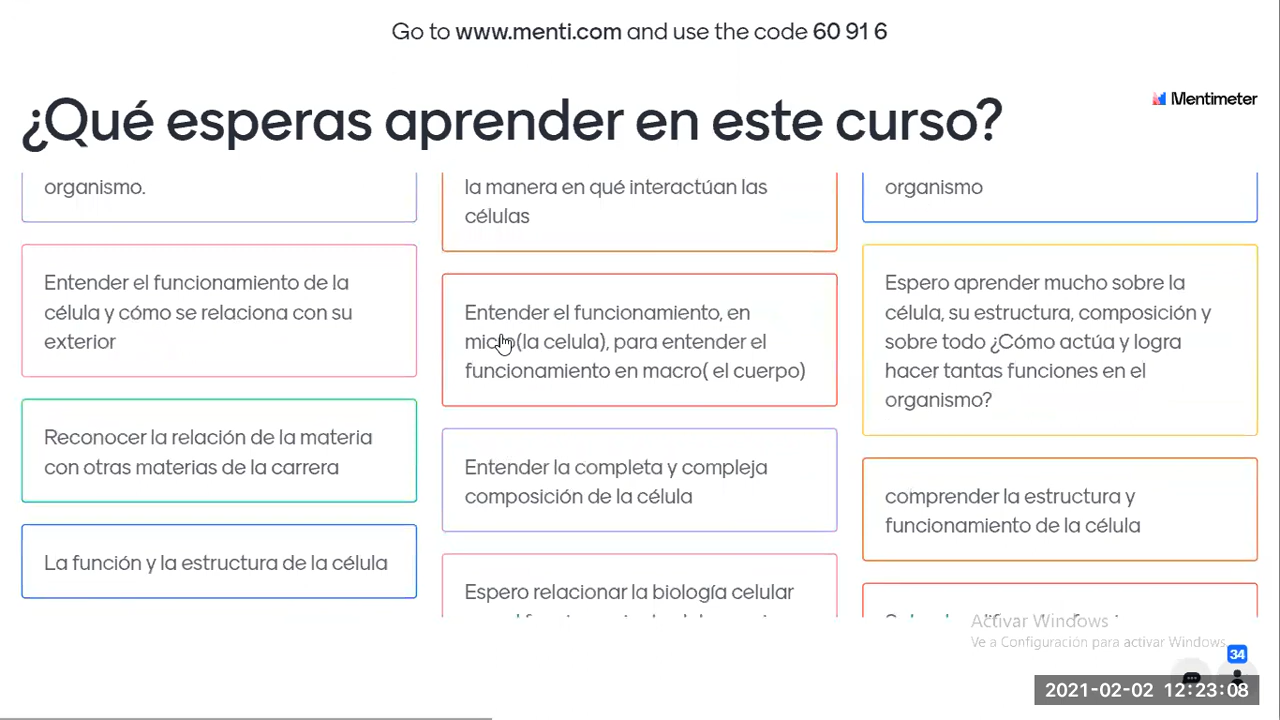 Go to www.menti.com and use the code 60 91 6
Mentimeter
¿Qué esperas aprender en este curso?
organismo.
Entender el funcionamiento de la
célula y cómo se relaciona con su
exterior
Reconocer la relación de la materia
con otras materias de la carrera
La función y la estructura de la célula
la manera en qué interactúan las
células
Entender el funcionamiento, en
micro(la celula), para entender el
funcionamiento en macro( el cuerpo)
Entender la completa y compleja
composición de la célula
Espero relacionar la biología celular
organismo
Espero aprender mucho sobre la
célula, su estructura, composición y
sobre todo ¿Cómo actúa y logra
hacer tantas funciones en el
organismo?
comprender la estructura y
funcionamiento de la célula
Activar Windows
Ve a Configuración para activar Windows.
34
2021-02-02 12:23:08